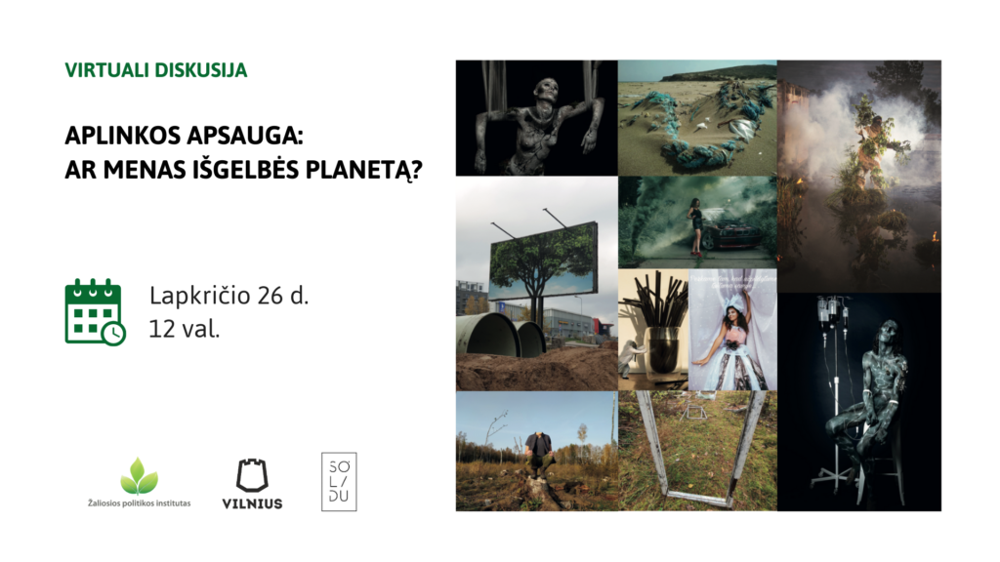 VIRTUALI DISKUSIJA
APLINKOS APSAUGA:
AR MENAS IŠGELBĖS PLANETĄ?
Lapkričio 26 d.
12 val.
Žaliosios politikos institutas
VILNIUS
SO
LI
DU